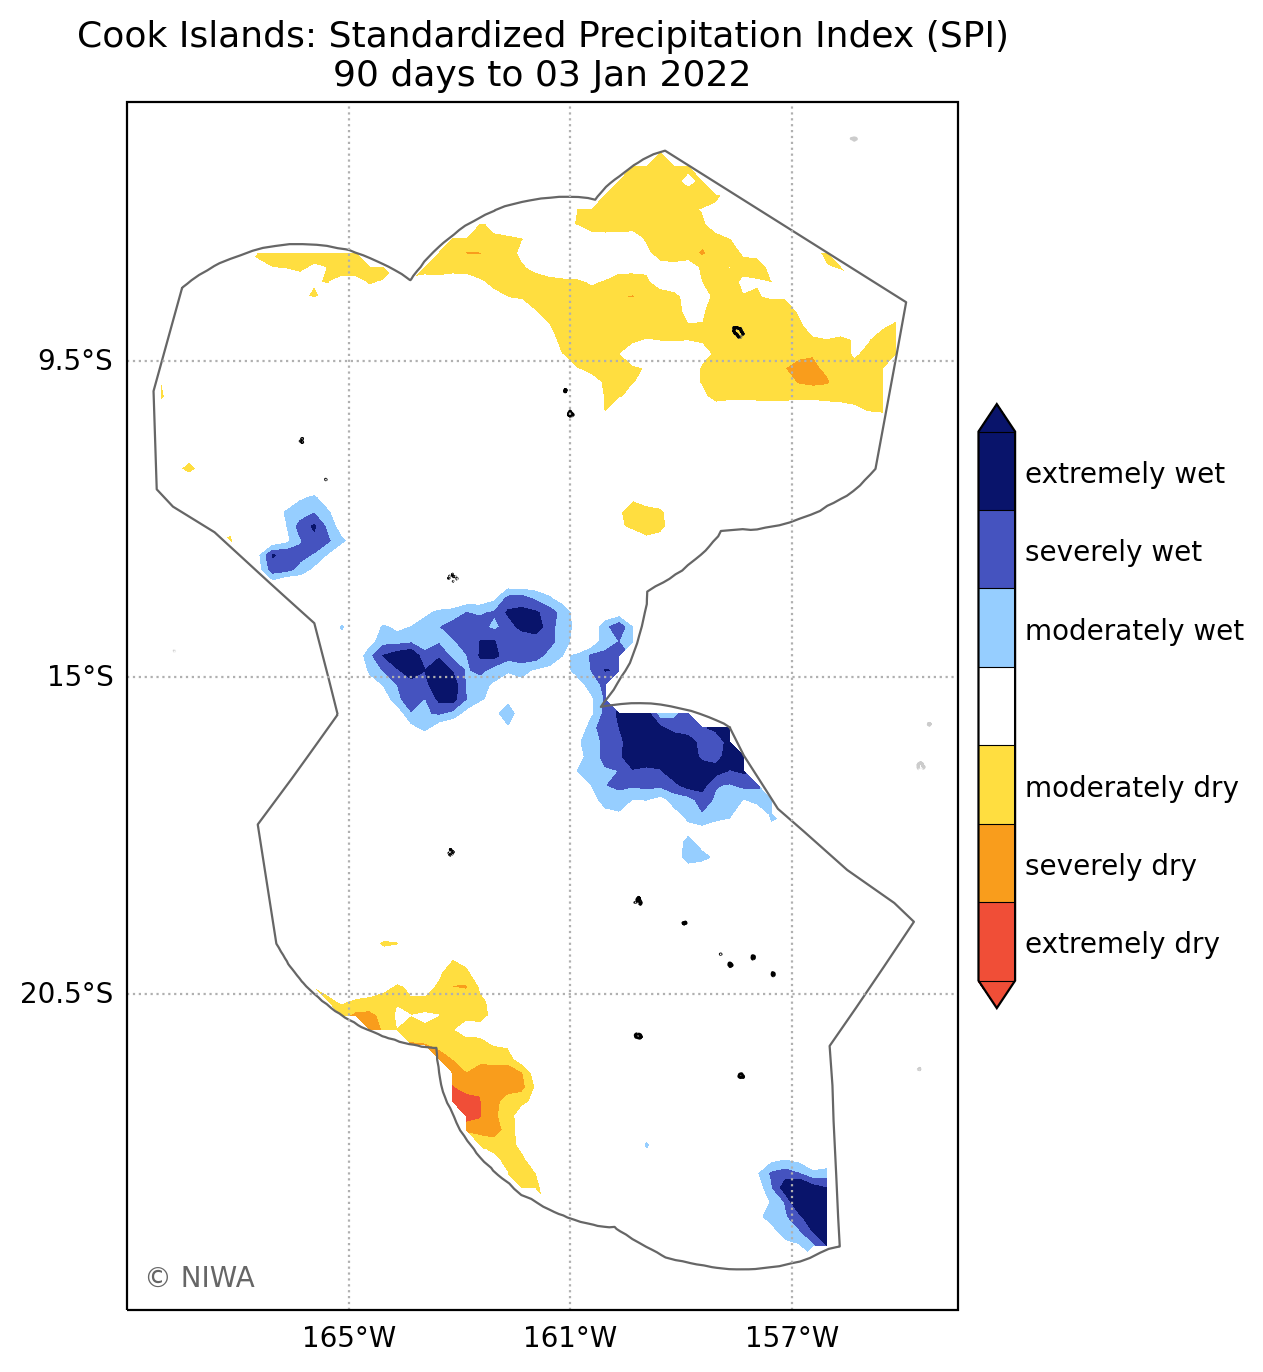 Cook Islands: Standardized Precipitation Index (SPI)
90 days to 03 Jan 2022
9.5°S
15°S
20.5°S
165°W
161°W
157°W
extremely wet
severely wet
moderately wet
moderately dry
severely dry
extremely dry
© NIWA